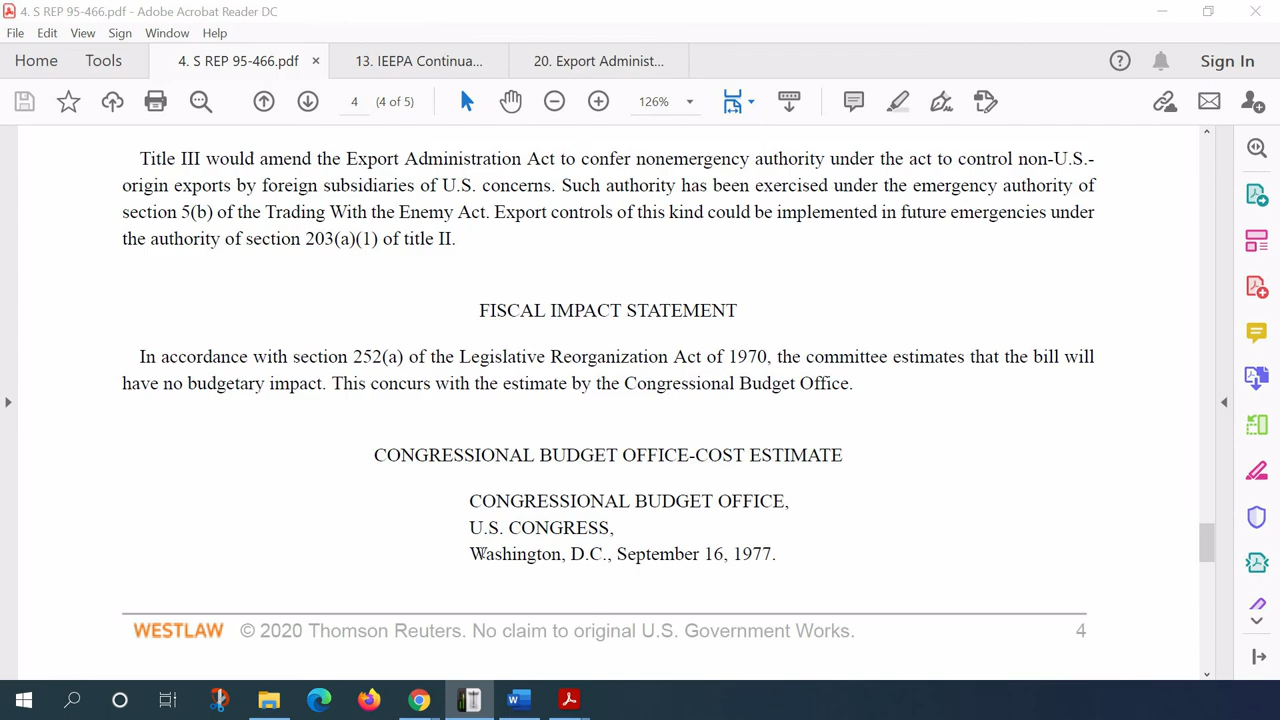 4. S REP 95-466.pdf - Adobe Acrobat Reader DC
File Edit View Sign Window Help
Home Tools 4. S REP 95-466.pdf × 13. IEEPA Continua... 20. Export Administ... Sign In
4 (4 of 5) 126%
Title III would amend the Export Administration Act to confer nonemergency authority under the act to control non-U.S.-
origin exports by foreign subsidiaries of U.S. concerns. Such authority has been exercised under the emergency authority of
section 5(b) of the Trading With the Enemy Act. Export controls of this kind could be implemented in future emergencies under
the authority of section 203(a)(1) of title II.
FISCAL IMPACT STATEMENT
In accordance with section 252(a) of the Legislative Reorganization Act of 1970, the committee estimates that the bill will
have no budgetary impact. This concurs with the estimate by the Congressional Budget Office.
CONGRESSIONAL BUDGET OFFICE-COST ESTIMATE
CONGRESSIONAL BUDGET OFFICE,
U.S. CONGRESS,
Washington, D.C., September 16, 1977.
WESTLAW © 2020 Thomson Reuters. No claim to original U.S. Government Works. 4